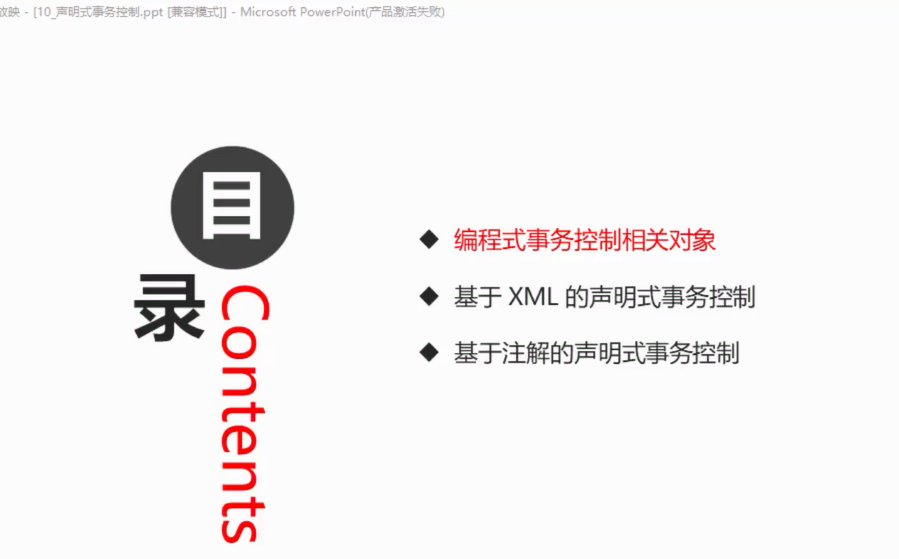 放映 - [10_声明式事务控制.ppt [兼容模式]] - Microsoft PowerPoint(产品激活失败)
目
录
Contents
◆ 编程式事务控制相关对象
◆ 基于 XML 的声明式事务控制
◆ 基于注解的声明式事务控制